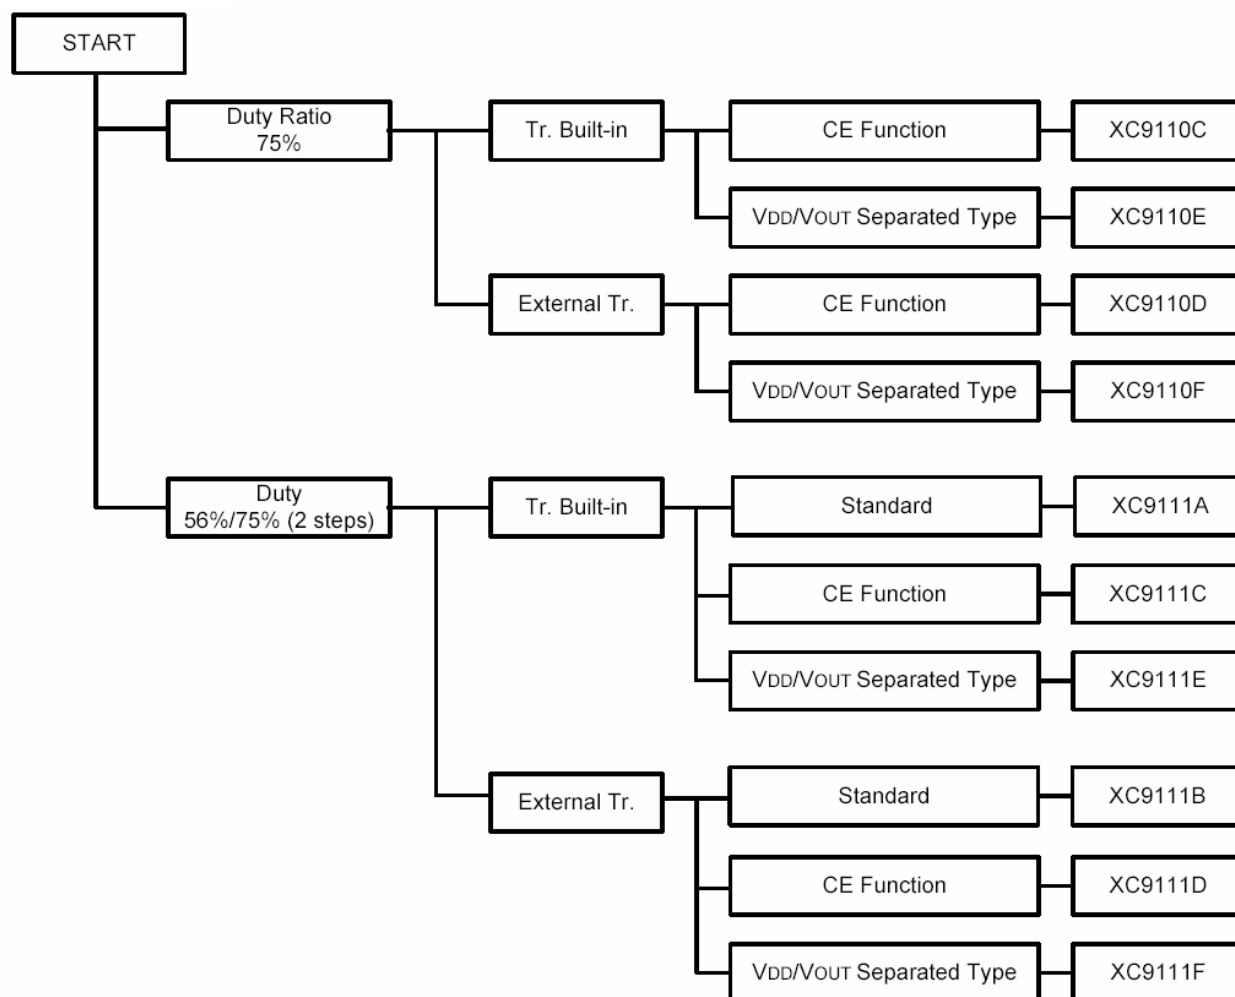 START
Duty Ratio
75%
Tr. Built-in
CE Function
XC9110C
VDD/VOUT Separated Type
XC9110E
External Tr.
CE Function
XC9110D
VDD/VOUT Separated Type
XC9110F
Duty
56%/75% (2 steps)
Tr. Built-in
Standard
XC9111A
CE Function
XC9111C
VDD/VOUT Separated Type
XC9111E
External Tr.
Standard
XC9111B
CE Function
XC9111D
VDD/VOUT Separated Type
XC9111F